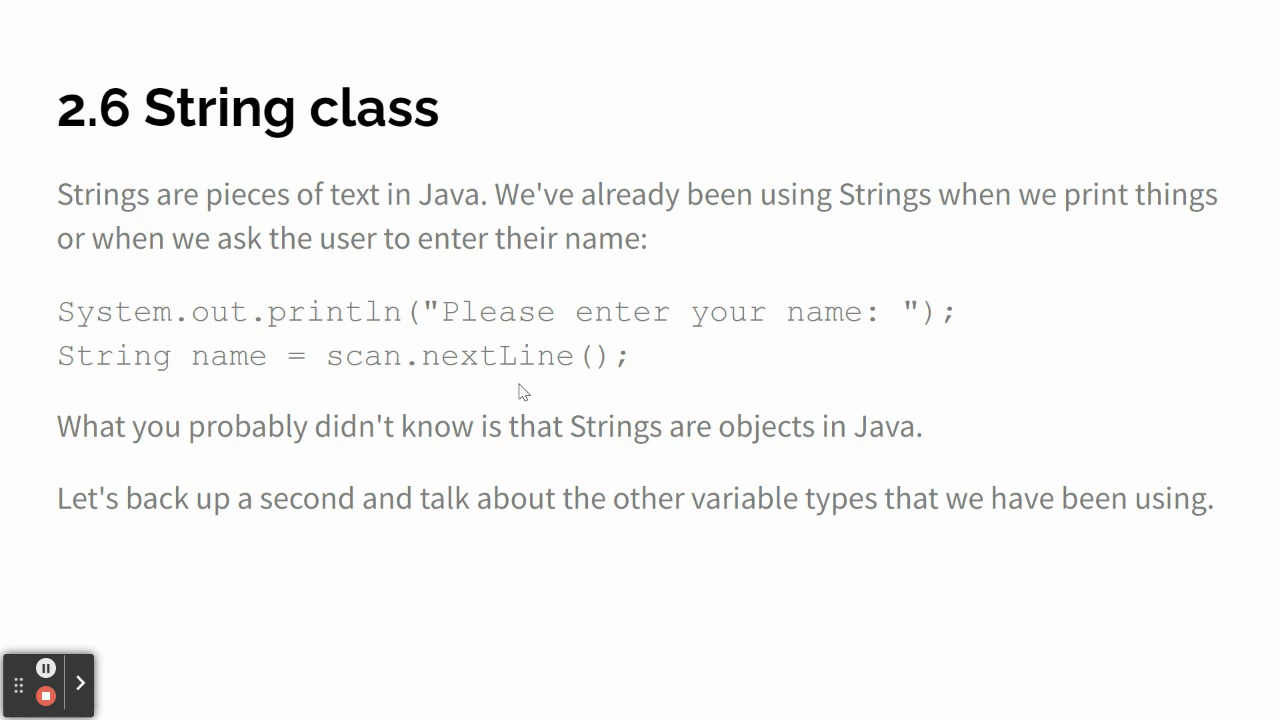 2.6 String class
Strings are pieces of text in Java. We've already been using Strings when we print things
or when we ask the user to enter their name:
System.out.println("Please enter your name: ");
String name = scan.nextLine();
What you probably didn't know is that Strings are objects in Java.
Let's back up a second and talk about the other variable types that we have been using.